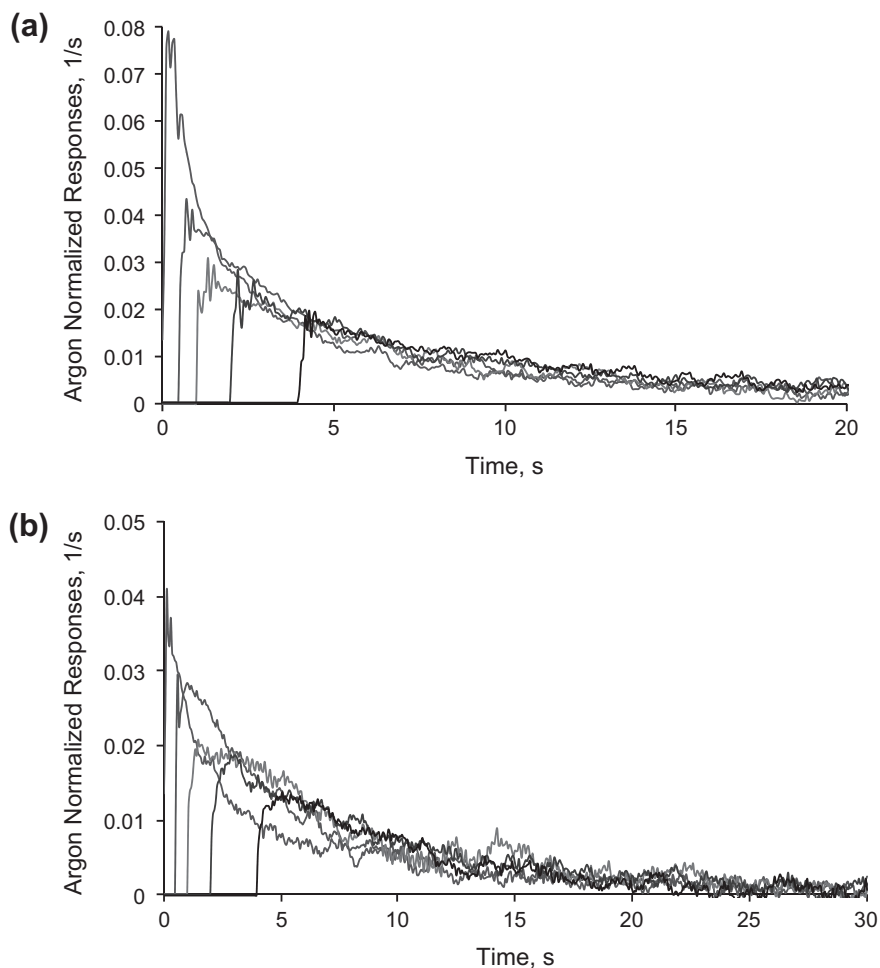 (a)
Argon Normalized Responses, 1/s
0.08
0.07
0.06
0.05
0.04
0.03
0.02
0.01
0
0 5 10 15 20
Time, s
(b)
Argon Normalized Responses, 1/s
0.05
0.04
0.03
0.02
0.01
0
0 5 10 15 20 25 30
Time, s